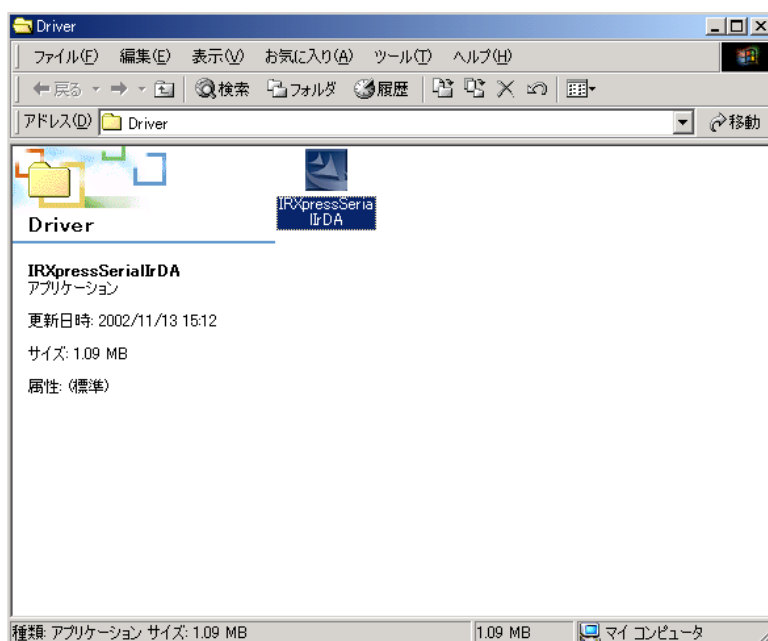 Driver
ファイル(F) 編集(E) 表示(V) お気に入り(A) ツール(T) ヘルプ(H)
戻る 検索 フォルダ 履歴
アドレス(D) Driver 移動
Driver
IRXpressSeria
lIrDA
IRXpressSerialIrDA
アプリケーション
更新日時: 2002/11/13 15:12
サイズ: 1.09 MB
属性: (標準)
種類: アプリケーション サイズ: 1.09 MB 1.09 MB マイ コンピュータ